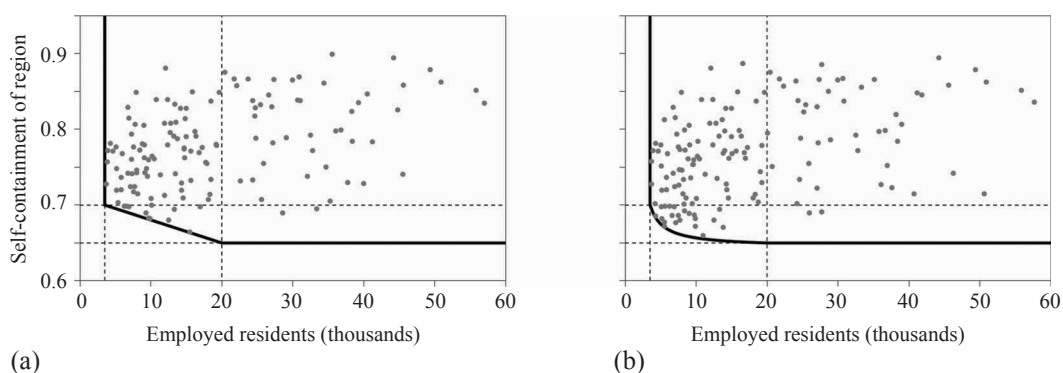 0.9
0.8
0.7
0.6
Self-containment of region
0 10 20 30 40 50 60
Employed residents (thousands)
(a)
0 10 20 30 40 50 60
Employed residents (thousands)
(b)